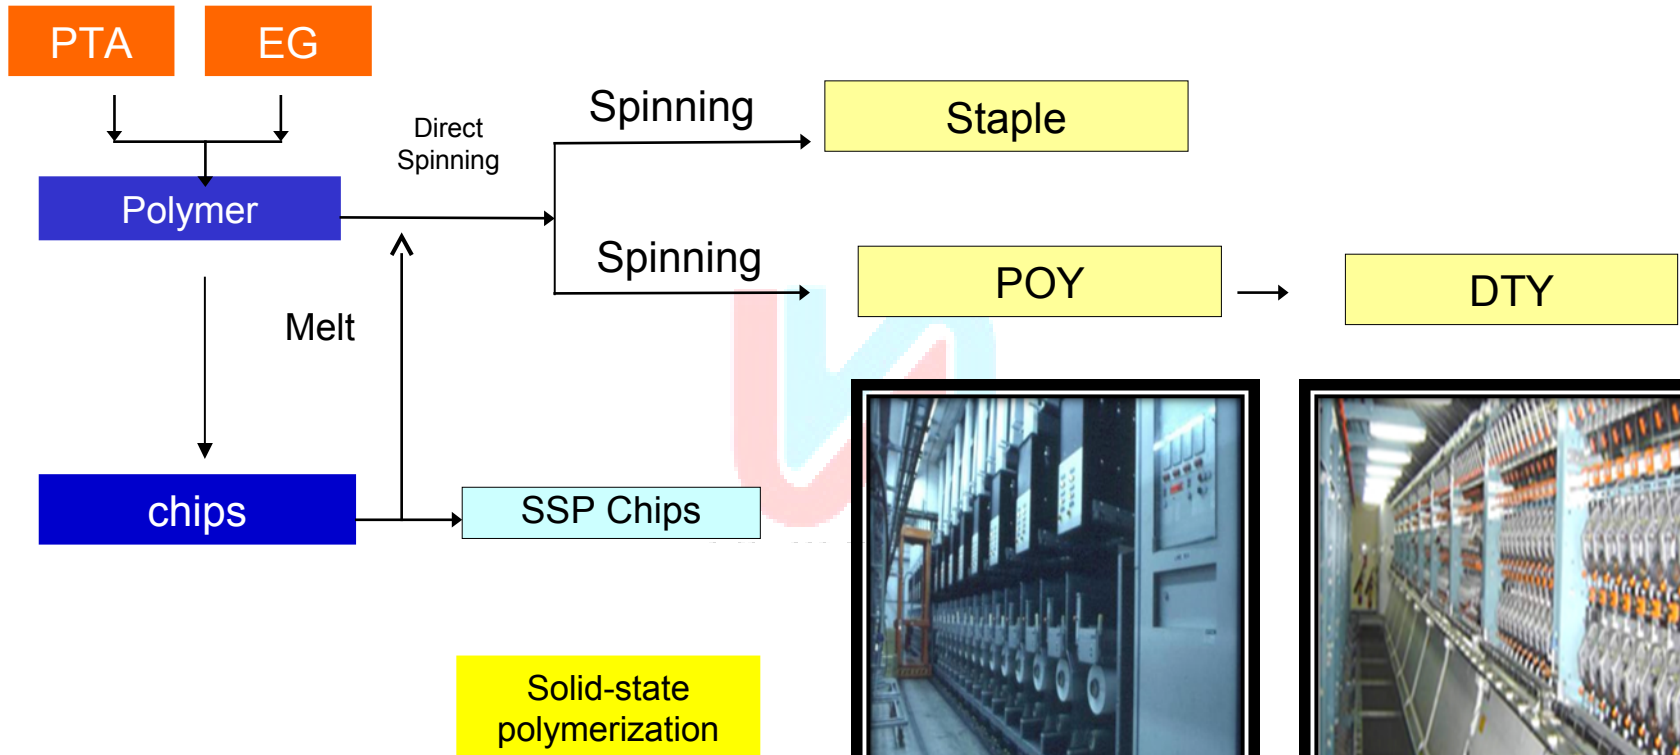 PTA
EG
Direct
Spinning
Spinning
Staple
Polymer
Spinning
POY
DTY
Melt
chips
SSP Chips
Solid-state
polymerization